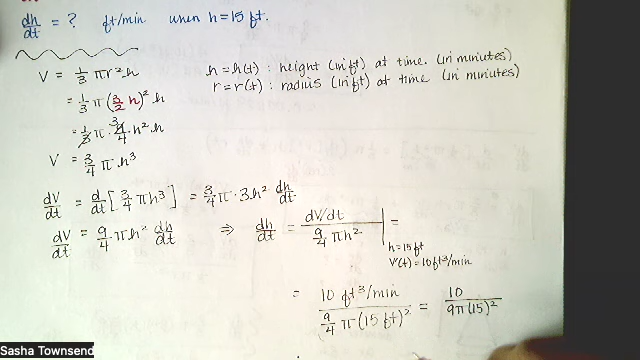 dh/dt = ? ft/min when h = 15 ft.
V = 1/3 πr²h
h = h(t) : height (in ft) at time. (in minutes)
r = r(t) : radius (in ft) at time (in minutes)
= 1/3 π (3/2 h)² h
= 1/3 π · 9/4 h² h
V = 3/4 π h³
dV/dt = d/dt [3/4 πh³] = 3/4 π · 3h² dh/dt
dV/dt = 9/4 πh² dh/dt ⇒ dh/dt = dV/dt / 9/4 πh² | =
h = 15 ft
V'(t) = 10 ft³/min
= 10 ft³/min / 9/4 π (15 ft)² = 10 / 9π(15)²
Sasha Townsend